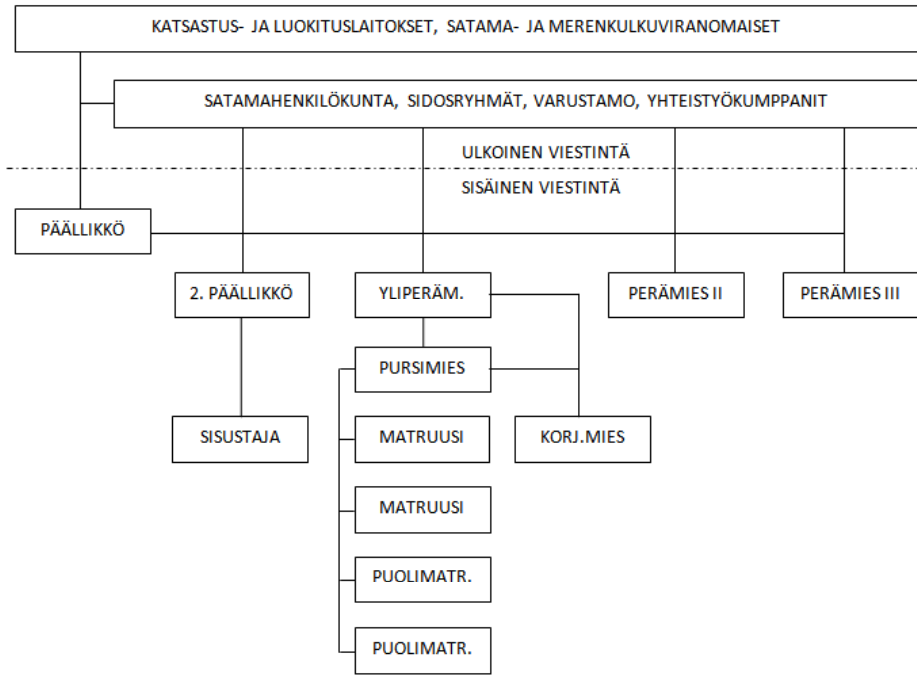 KATSASTUS- JA LUOKITUSLAITOKSET, SATAMA- JA MERENKULKUVIRANOMAISET
SATAMAHENKILÖKUNTA, SIDOSRYHMÄT, VARUSTAMO, YHTEISTYÖKUMPPANIT
ULKOINEN VIESTINTÄ
SISÄINEN VIESTINTÄ
PÄÄLLIKKÖ
2. PÄÄLLIKKÖ
YLIPERÄM.
PERÄMIES II
PERÄMIES III
PURSIMIES
SISUSTAJA
MATRUUSI
KORJ.MIES
MATRUUSI
PUOLIMATR.
PUOLIMATR.